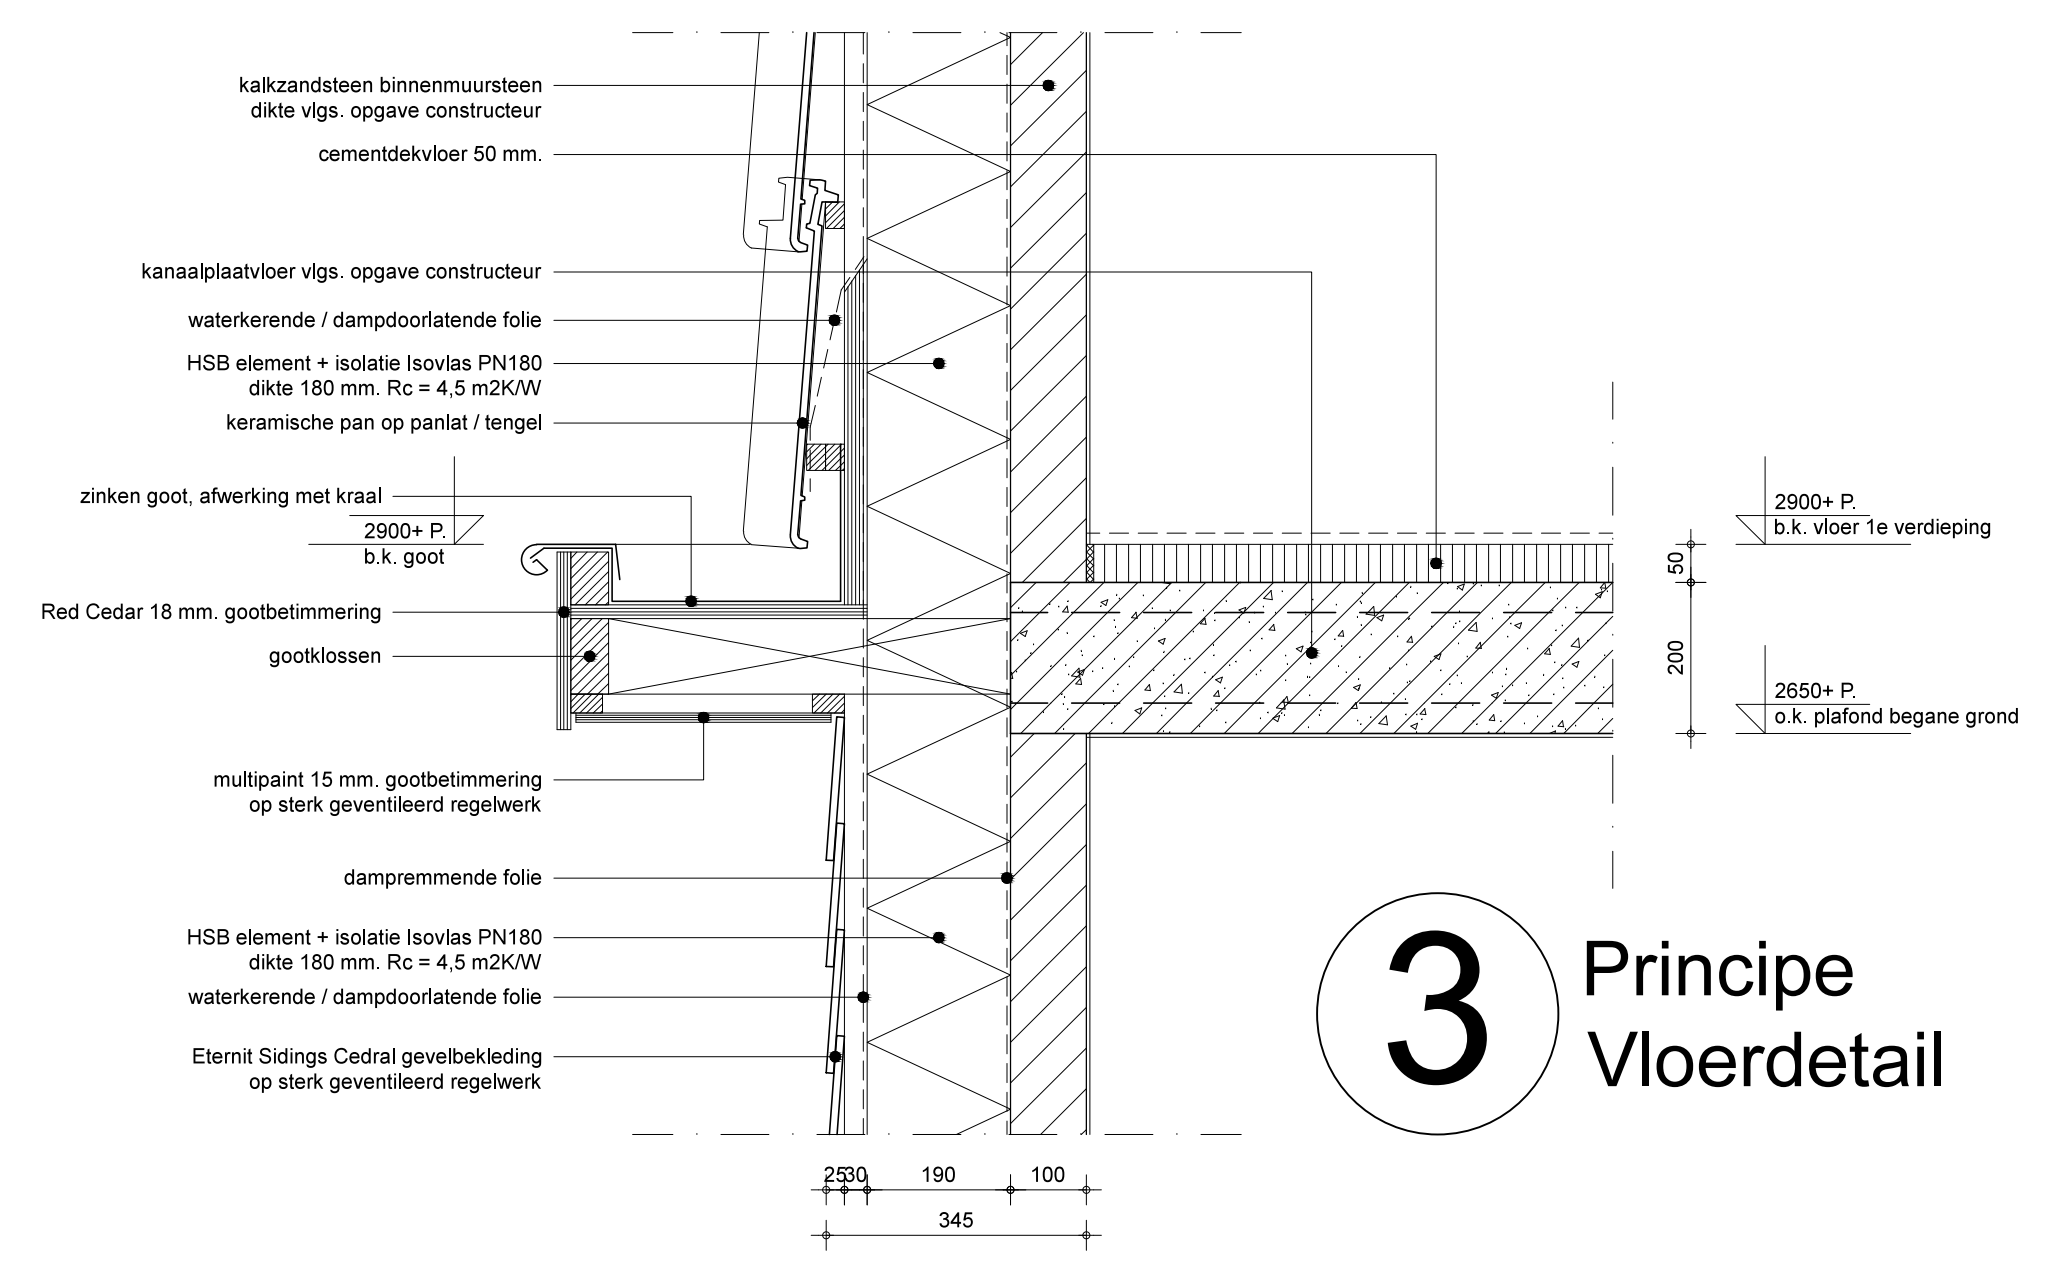 kalkzandsteen binnenmuursteen
dikte vlgs. opgave constructeur
cementdekvloer 50 mm.
kanaalplaatvloer vlgs. opgave constructeur
waterkerende / dampdoorlatende folie
HSB element + isolatie Isovlas PN180
dikte 180 mm. Rc = 4,5 m2K/W
keramische pan op panlat / tengel
zinken goot, afwerking met kraal
2900+ P.
b.k. goot
Red Cedar 18 mm. gootbetimmering
gootklossen
multipaint 15 mm. gootbetimmering
op sterk geventileerd regelwerk
dampremmende folie
HSB element + isolatie Isovlas PN180
dikte 180 mm. Rc = 4,5 m2K/W
waterkerende / dampdoorlatende folie
Eternit Sidings Cedral gevelbekleding
op sterk geventileerd regelwerk
2900+ P.
b.k. vloer 1e verdieping
50
200
2650+ P.
o.k. plafond begane grond
3
Principe
Vloerdetail
25 30 190 100
345